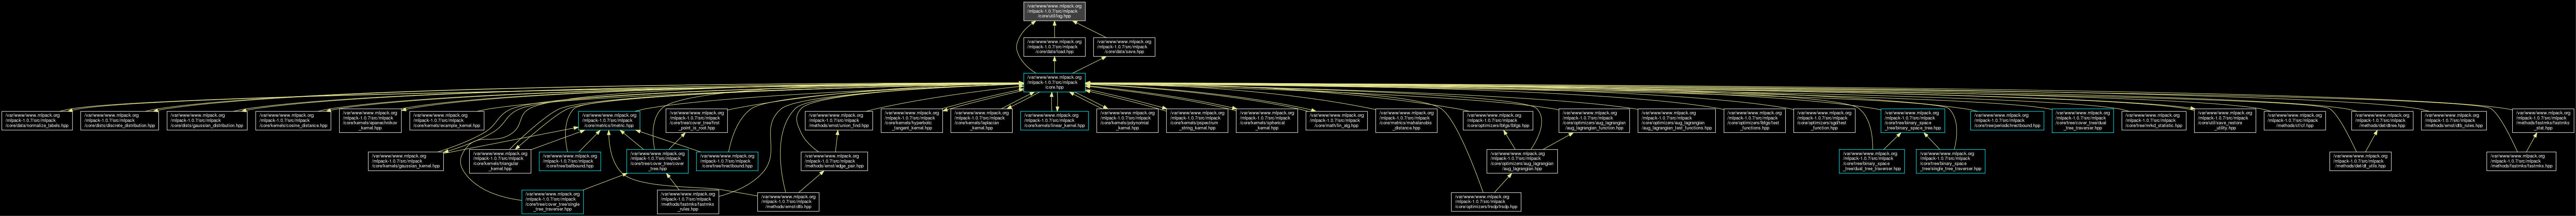 /var/www/www.mlpack.org
/mlpack-1.0.7/src/mlpack
/core/util/log.hpp
/var/www/www.mlpack.org
/mlpack-1.0.7/src/mlpack
/core/data/load.hpp
/var/www/www.mlpack.org
/mlpack-1.0.7/src/mlpack
/core/data/save.hpp
/var/www/www.mlpack.org
/mlpack-1.0.7/src/mlpack
/core.hpp
/var/www/www.mlpack.org
/mlpack-1.0.7/src/mlpack
/core/data/normalize_labels.hpp
/var/www/www.mlpack.org
/mlpack-1.0.7/src/mlpack
/core/dists/discrete_distribution.hpp
/var/www/www.mlpack.org
/mlpack-1.0.7/src/mlpack
/core/dists/gaussian_distribution.hpp
/var/www/www.mlpack.org
/mlpack-1.0.7/src/mlpack
/core/kernels/cosine_distance.hpp
/var/www/www.mlpack.org
/mlpack-1.0.7/src/mlpack
/core/kernels/epanechnikov
_kernel.hpp
/var/www/www.mlpack.org
/mlpack-1.0.7/src/mlpack
/core/kernels/example_kernel.hpp
/var/www/www.mlpack.org
/mlpack-1.0.7/src/mlpack
/core/metrics/lmetric.hpp
/var/www/www.mlpack.org
/mlpack-1.0.7/src/mlpack
/core/tree/cover_tree/first
_point_is_root.hpp
/var/www/www.mlpack.org
/mlpack-1.0.7/src/mlpack
/methods/emst/union_find.hpp
/var/www/www.mlpack.org
/mlpack-1.0.7/src/mlpack
/core/kernels/hyperbolic
_tangent_kernel.hpp
/var/www/www.mlpack.org
/mlpack-1.0.7/src/mlpack
/core/kernels/laplacian
_kernel.hpp
/var/www/www.mlpack.org
/mlpack-1.0.7/src/mlpack
/core/kernels/linear_kernel.hpp
/var/www/www.mlpack.org
/mlpack-1.0.7/src/mlpack
/core/kernels/polynomial
_kernel.hpp
/var/www/www.mlpack.org
/mlpack-1.0.7/src/mlpack
/core/kernels/pspectrum
_string_kernel.hpp
/var/www/www.mlpack.org
/mlpack-1.0.7/src/mlpack
/core/kernels/spherical
_kernel.hpp
/var/www/www.mlpack.org
/mlpack-1.0.7/src/mlpack
/core/math/lin_alg.hpp
/var/www/www.mlpack.org
/mlpack-1.0.7/src/mlpack
/core/metrics/mahalanobis
_distance.hpp
/var/www/www.mlpack.org
/mlpack-1.0.7/src/mlpack
/core/optimizers/lbfgs/lbfgs.hpp
/var/www/www.mlpack.org
/mlpack-1.0.7/src/mlpack
/core/optimizers/aug_lagrangian
/aug_lagrangian_function.hpp
/var/www/www.mlpack.org
/mlpack-1.0.7/src/mlpack
/core/optimizers/aug_lagrangian
/aug_lagrangian_test_functions.hpp
/var/www/www.mlpack.org
/mlpack-1.0.7/src/mlpack
/core/optimizers/lbfgs/test
_functions.hpp
/var/www/www.mlpack.org
/mlpack-1.0.7/src/mlpack
/core/optimizers/sgd/test
_function.hpp
/var/www/www.mlpack.org
/mlpack-1.0.7/src/mlpack
/core/tree/binary_space
_tree/binary_space_tree.hpp
/var/www/www.mlpack.org
/mlpack-1.0.7/src/mlpack
/core/tree/periodichrectbound.hpp
/var/www/www.mlpack.org
/mlpack-1.0.7/src/mlpack
/core/tree/cover_tree/dual
_tree_traverser.hpp
/var/www/www.mlpack.org
/mlpack-1.0.7/src/mlpack
/core/tree/mrkd_statistic.hpp
/var/www/www.mlpack.org
/mlpack-1.0.7/src/mlpack
/core/util/save_restore
_utility.hpp
/var/www/www.mlpack.org
/mlpack-1.0.7/src/mlpack
/methods/cf/cf.hpp
/var/www/www.mlpack.org
/mlpack-1.0.7/src/mlpack
/methods/det/dtree.hpp
/var/www/www.mlpack.org
/mlpack-1.0.7/src/mlpack
/methods/emst/dtb_rules.hpp
/var/www/www.mlpack.org
/mlpack-1.0.7/src/mlpack
/methods/fastmks/fastmks
_stat.hpp
/var/www/www.mlpack.org
/mlpack-1.0.7/src/mlpack
/core/kernels/gaussian_kernel.hpp
/var/www/www.mlpack.org
/mlpack-1.0.7/src/mlpack
/core/kernels/triangular
_kernel.hpp
/var/www/www.mlpack.org
/mlpack-1.0.7/src/mlpack
/core/tree/ballbound.hpp
/var/www/www.mlpack.org
/mlpack-1.0.7/src/mlpack
/core/tree/cover_tree/cover
_tree.hpp
/var/www/www.mlpack.org
/mlpack-1.0.7/src/mlpack
/core/tree/hrectbound.hpp
/var/www/www.mlpack.org
/mlpack-1.0.7/src/mlpack
/methods/emst/edge_pair.hpp
/var/www/www.mlpack.org
/mlpack-1.0.7/src/mlpack
/core/optimizers/aug_lagrangian
/aug_lagrangian.hpp
/var/www/www.mlpack.org
/mlpack-1.0.7/src/mlpack
/core/tree/binary_space
_tree/dual_tree_traverser.hpp
/var/www/www.mlpack.org
/mlpack-1.0.7/src/mlpack
/core/tree/binary_space
_tree/single_tree_traverser.hpp
/var/www/www.mlpack.org
/mlpack-1.0.7/src/mlpack
/methods/det/dt_utils.hpp
/var/www/www.mlpack.org
/mlpack-1.0.7/src/mlpack
/methods/fastmks/fastmks.hpp
/var/www/www.mlpack.org
/mlpack-1.0.7/src/mlpack
/core/tree/cover_tree/single
_tree_traverser.hpp
/var/www/www.mlpack.org
/mlpack-1.0.7/src/mlpack
/methods/fastmks/fastmks
_rules.hpp
/var/www/www.mlpack.org
/mlpack-1.0.7/src/mlpack
/methods/emst/dtb.hpp
/var/www/www.mlpack.org
/mlpack-1.0.7/src/mlpack
/core/optimizers/lrsdp/lrsdp.hpp